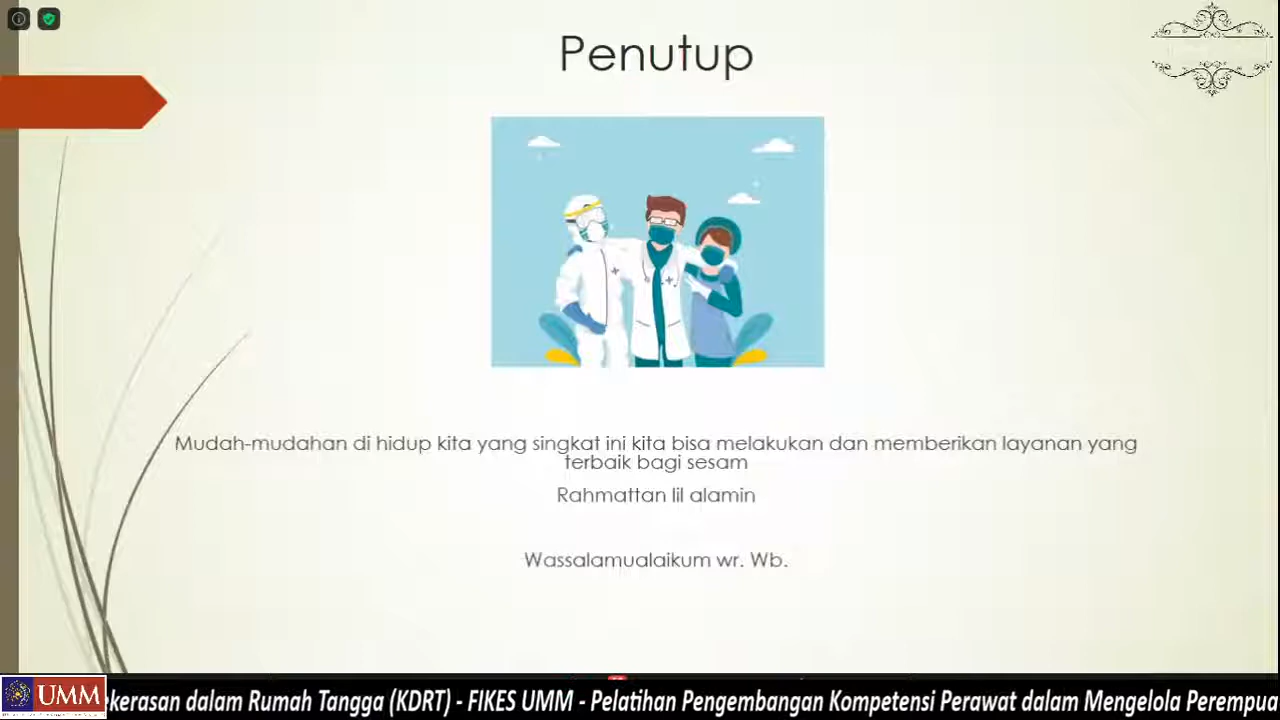 Penutup
Mudah-mudahan di hidup kita yang singkat ini kita bisa melakukan dan memberikan layanan yang
terbaik bagi sesam
Rahmattan lil alamin
Wassalamualaikum wr. Wb.
UMM
kerasan dalam Rumah Tangga (KDRT) - FIKES UMM - Pelatihan Pengembangan Kompetensi Perawat dalam Mengelola Perempua